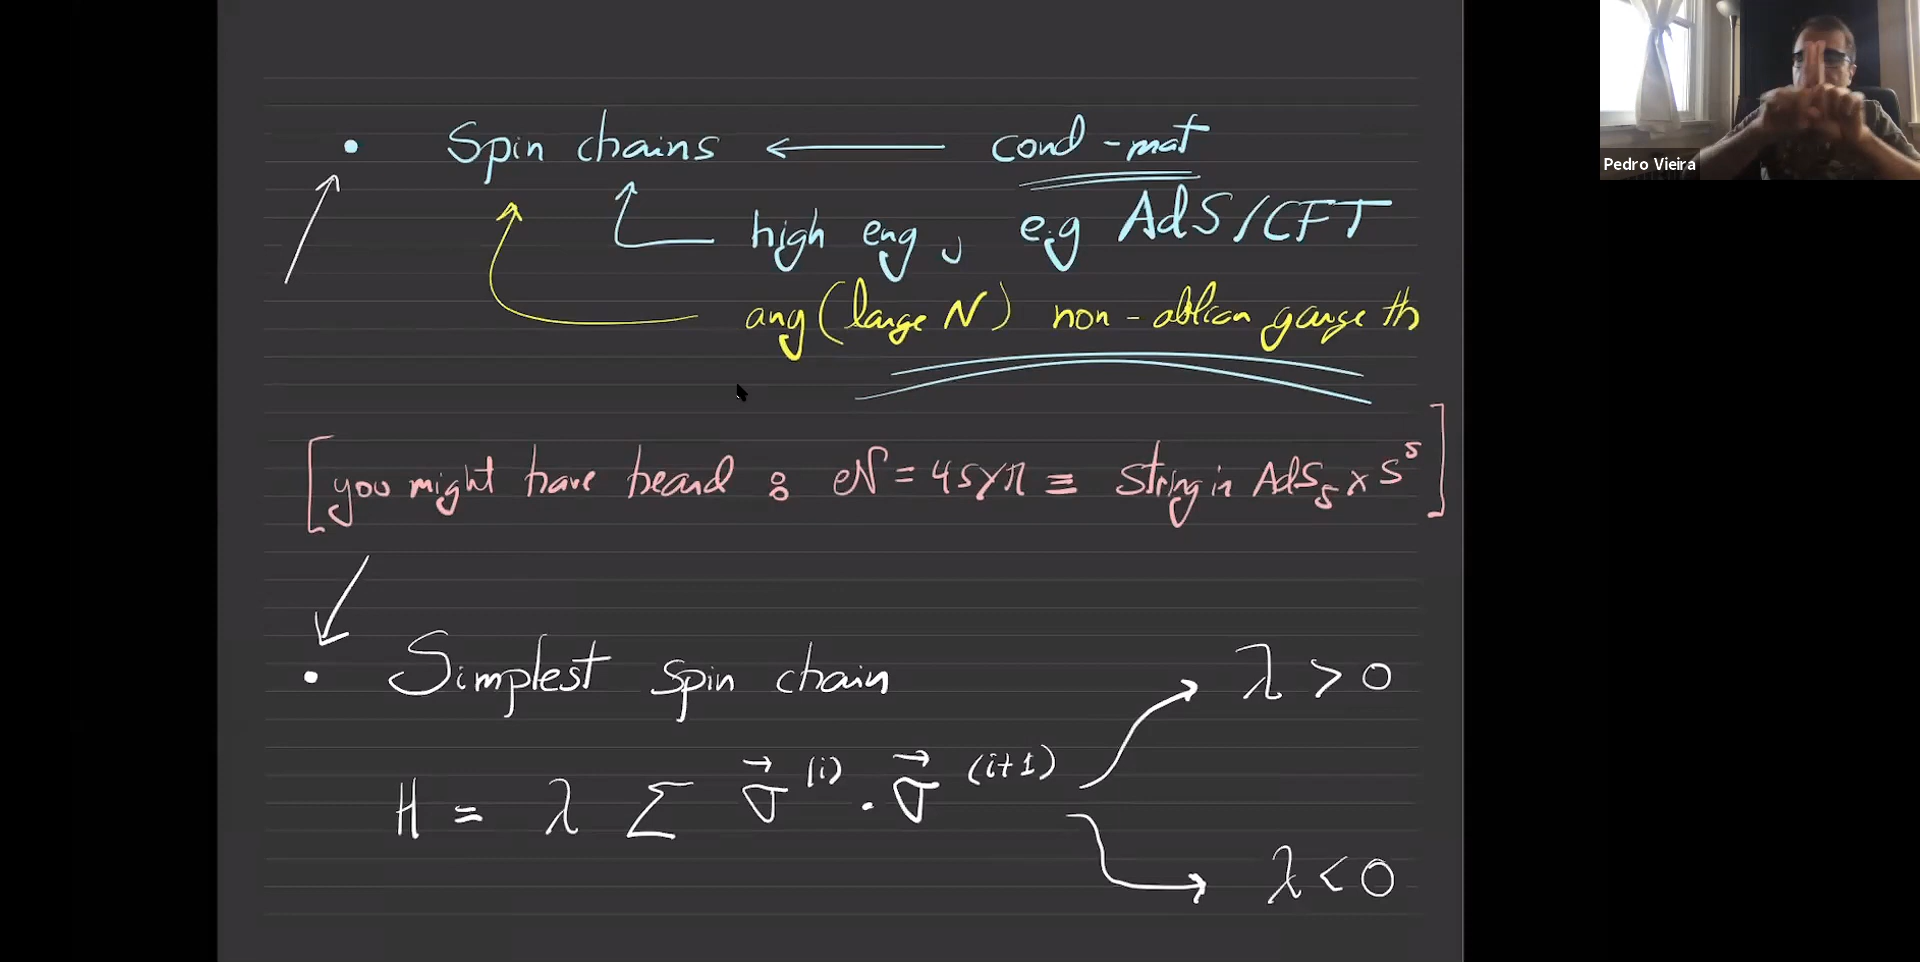 • Spin chains ← cond-mat
high eng, e.g AdS/CFT
any (large N) non-abelian gauge th
[you might have heard : N = 4 SYM ≡ string in AdS₅ × S⁵]
• Simplest spin chain
λ > 0
H = λ ∑ σ⃗⁽ⁱ⁾ · σ⃗⁽ⁱ⁺¹⁾
λ < 0
Pedro Vieira